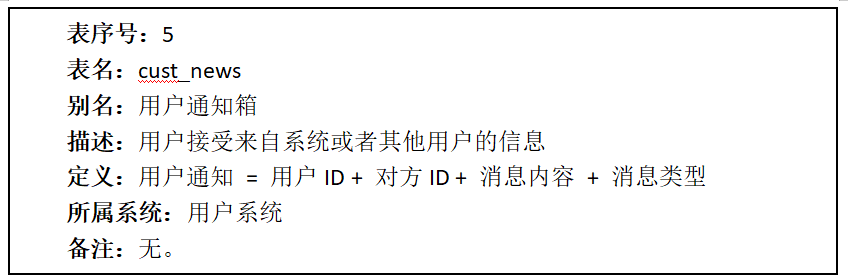 表序号：5
表名：cust_news
别名：用户通知箱
描述：用户接受来自系统或者其他用户的信息
定义：用户通知 = 用户 ID + 对方 ID + 消息内容 + 消息类型
所属系统：用户系统
备注：无。